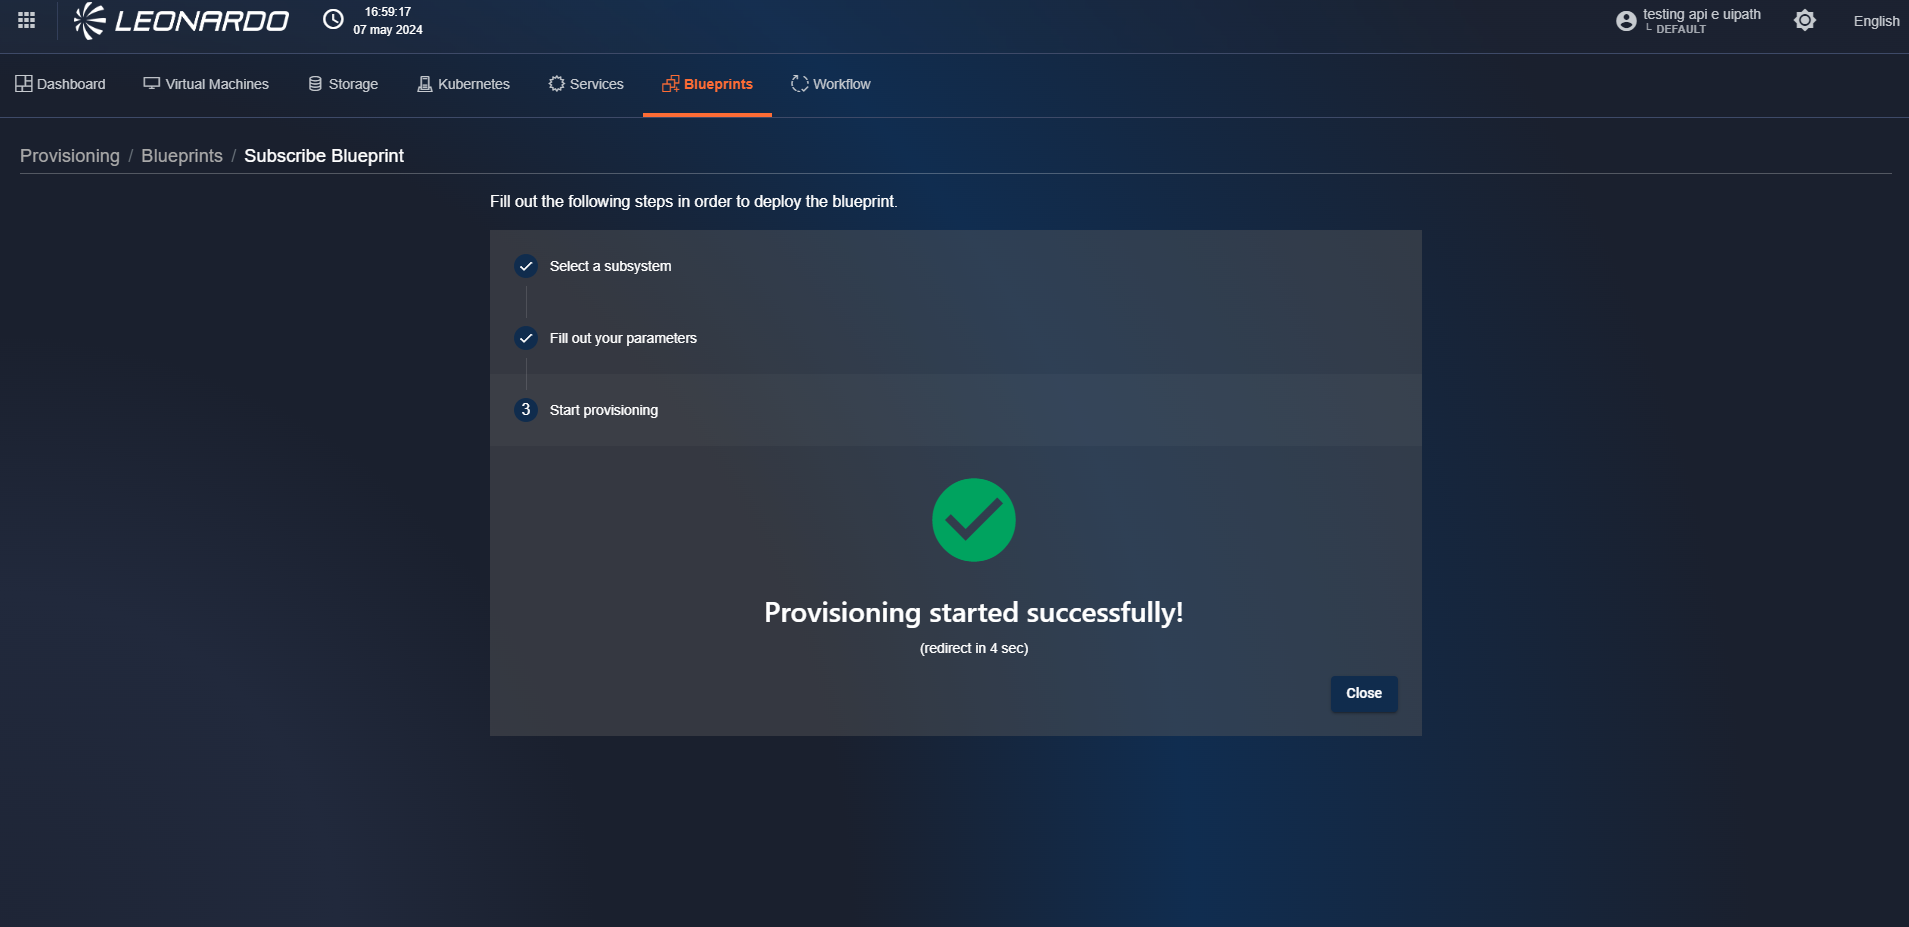 LEONARDO
16:59:17
07 may 2024
testing api e uipath
└ DEFAULT
English
Dashboard
Virtual Machines
Storage
Kubernetes
Services
Blueprints
Workflow
Provisioning / Blueprints / Subscribe Blueprint
Fill out the following steps in order to deploy the blueprint.
Select a subsystem
Fill out your parameters
3 Start provisioning
Provisioning started successfully!
(redirect in 4 sec)
Close